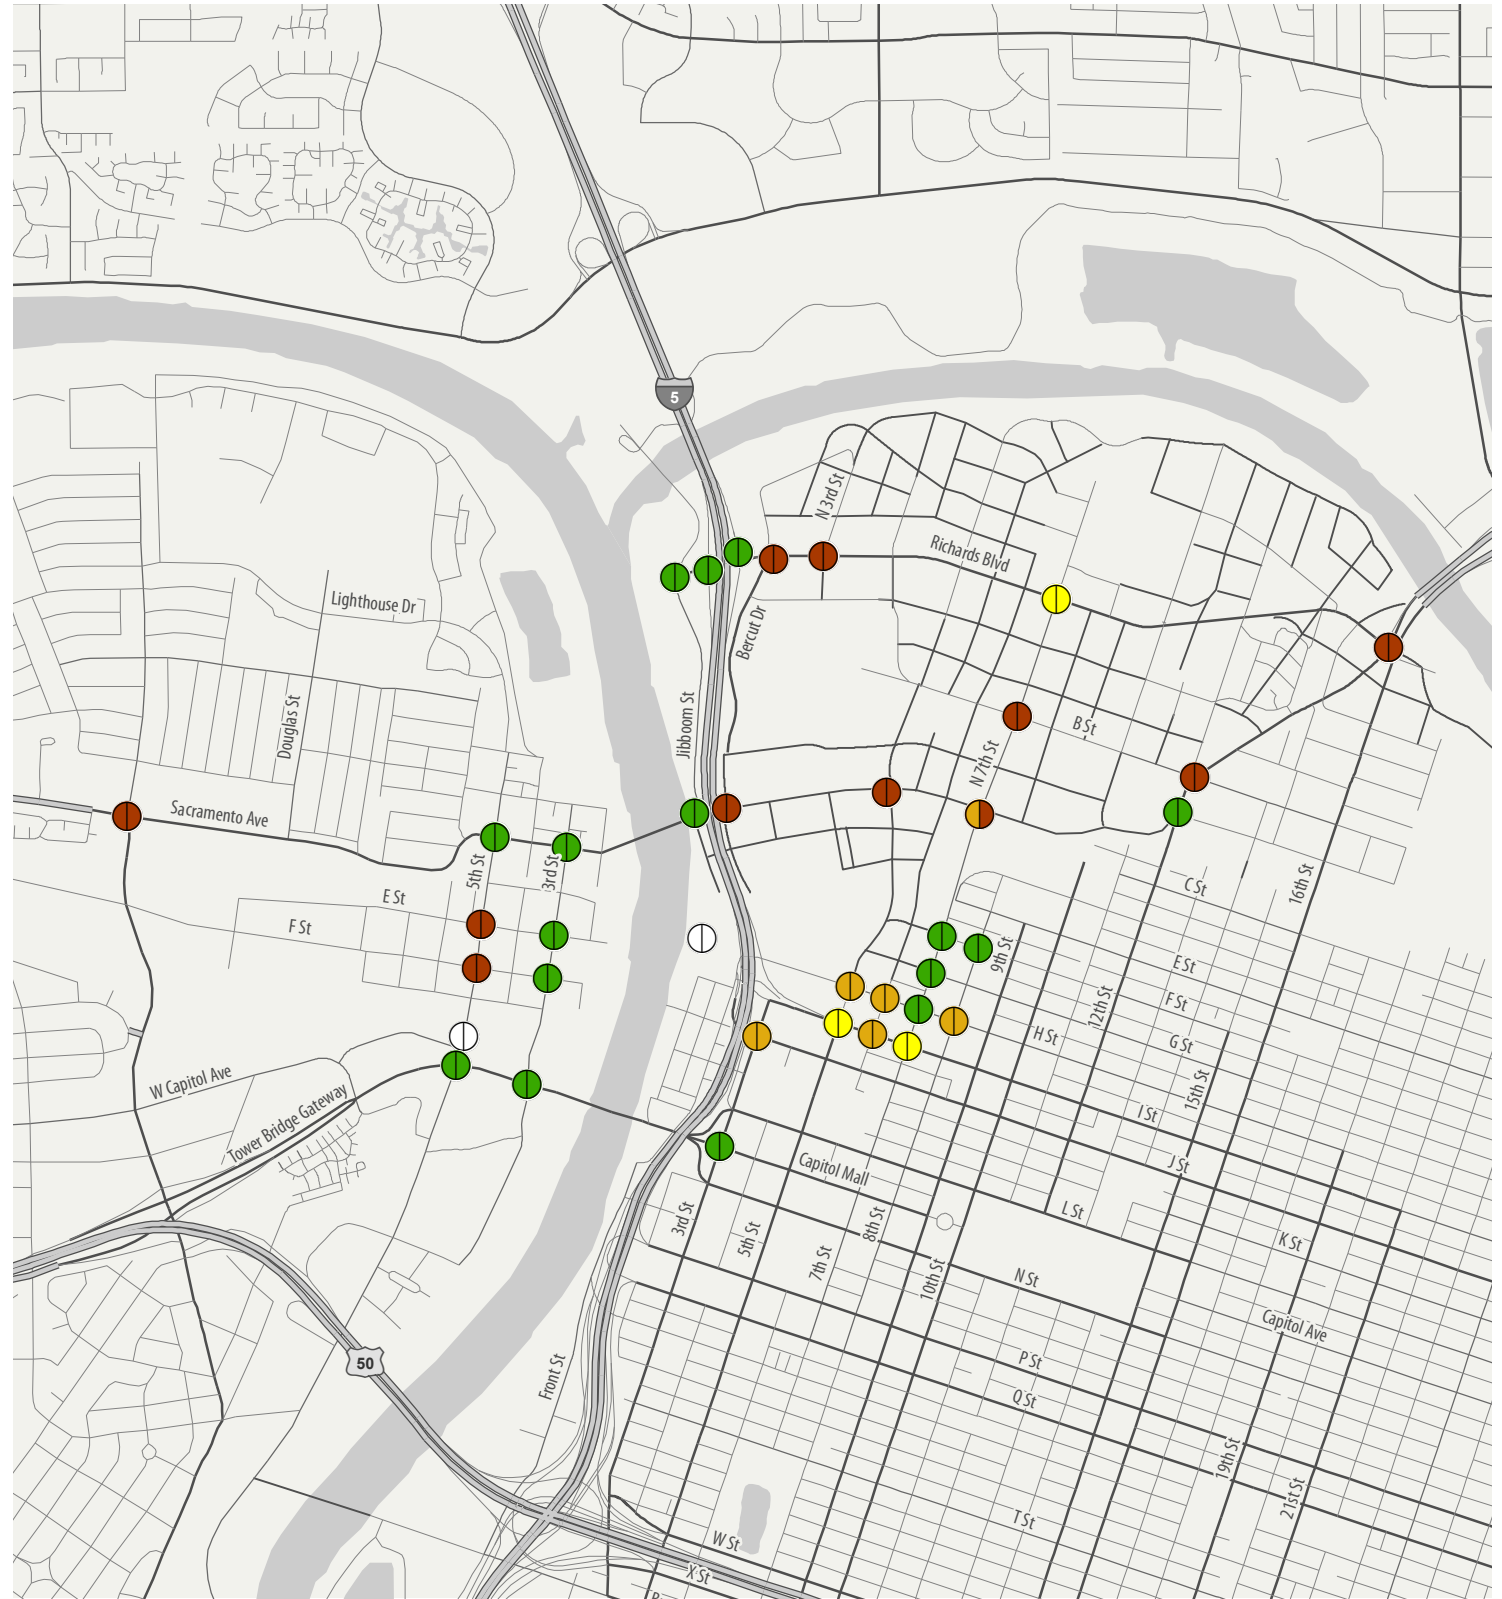 5
N 3rd St
Richards Blvd
Lighthouse Dr
Bercut Dr
Douglas St
Jibboom St
B St
N 7th St
Sacramento Ave
5th St
3rd St
C St
16th St
E St
F St
9th St
E St
F St
12th St
H St
G St
W Capitol Ave
15th St
Tower Bridge Gateway
I St
Capitol Mall
J St
3rd St
5th St
8th St
L St
K St
7th St
10th St
N St
Capitol Ave
50
Front St
P St
Q St
19th St
21st St
T St
W St
X St